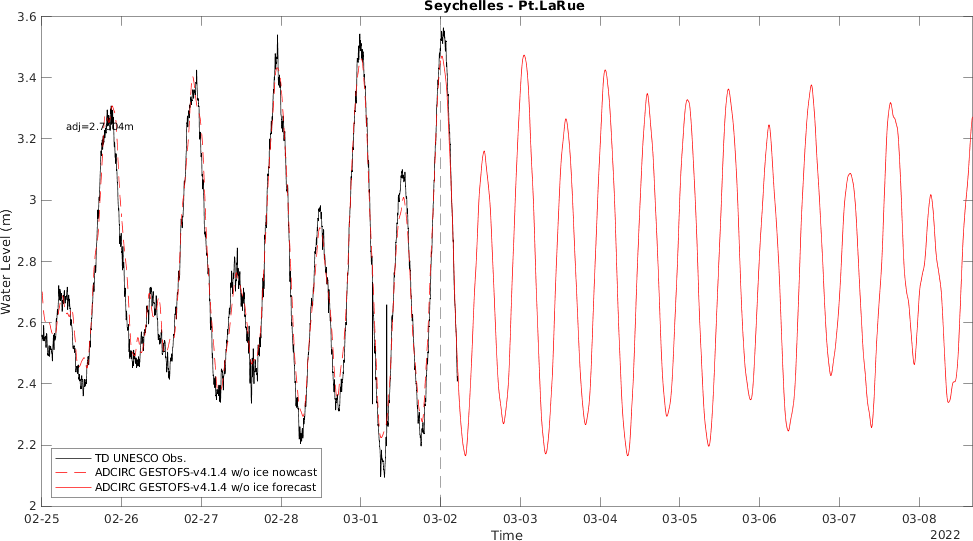 Seychelles - Pt.LaRue
3.6
3.4
3.2
3
2.8
2.6
2.4
2.2
2
Water Level (m)
TD UNESCO Obs.
ADCIRC GESTOFS-v4.1.4 w/o ice nowcast
ADCIRC GESTOFS-v4.1.4 w/o ice forecast
02-25 02-26 02-27 02-28 03-01 03-02 03-03 03-04 03-05 03-06 03-07 03-08
Time
2022